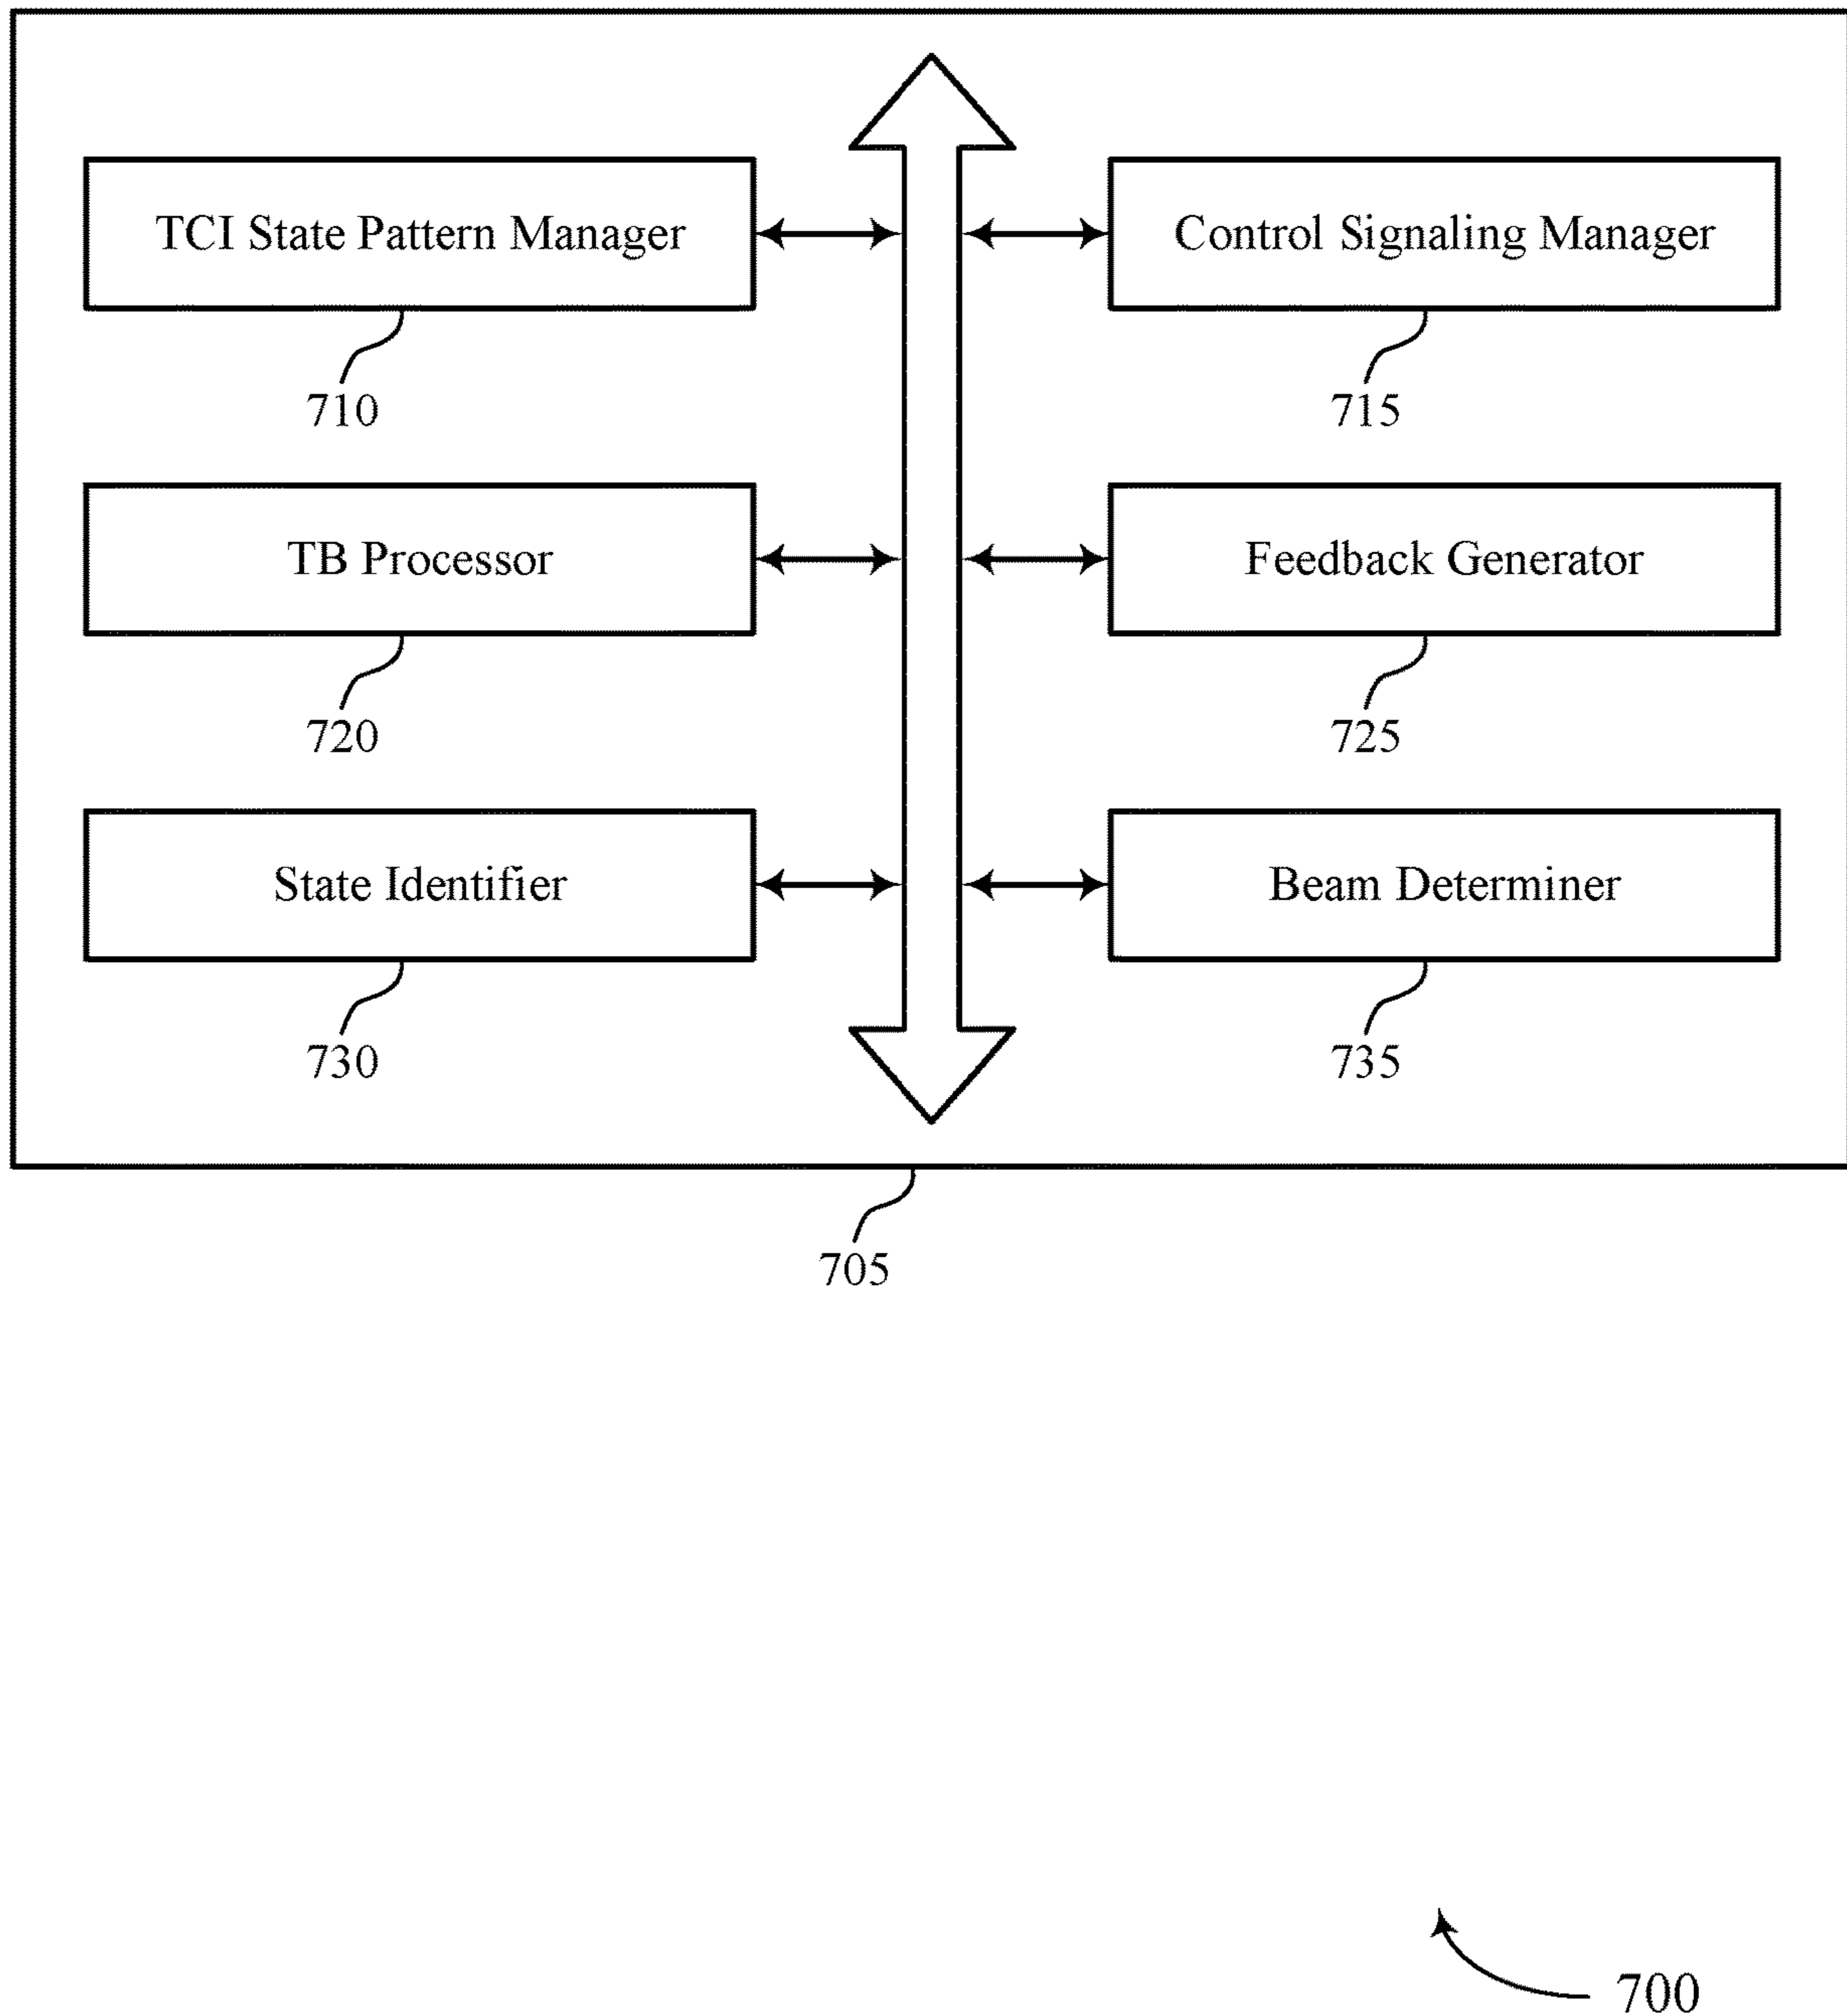 TCI State Pattern Manager
Control Signaling Manager
710
715
TB Processor
Feedback Generator
720
725
State Identifier
Beam Determiner
730
735
705
700